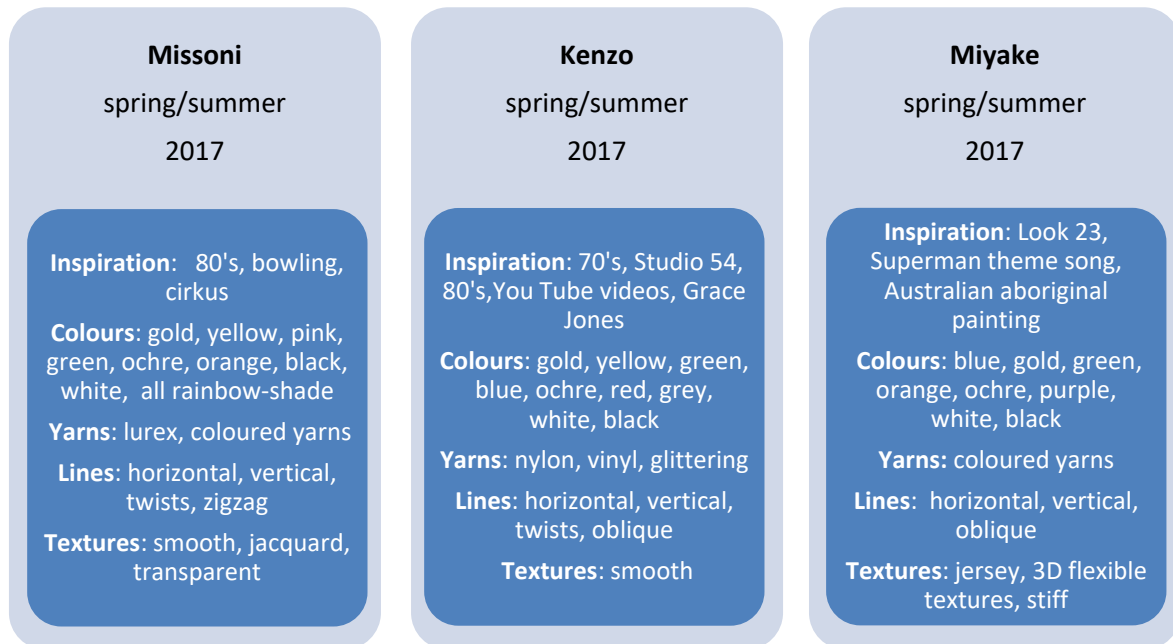 Missoni
spring/summer
2017
Inspiration: 80's, bowling,
cirkus
Colours: gold, yellow, pink,
green, ochre, orange, black,
white, all rainbow-shade
Yarns: lurex, coloured yarns
Lines: horizontal, vertical,
twists, zigzag
Textures: smooth, jacquard,
transparent
Kenzo
spring/summer
2017
Inspiration: 70's, Studio 54,
80's,You Tube videos, Grace
Jones
Colours: gold, yellow, green,
blue, ochre, red, grey,
white, black
Yarns: nylon, vinyl, glittering
Lines: horizontal, vertical,
twists, oblique
Textures: smooth
Miyake
spring/summer
2017
Inspiration: Look 23,
Superman theme song,
Australian aboriginal
painting
Colours: blue, gold, green,
orange, ochre, purple,
white, black
Yarns: coloured yarns
Lines: horizontal, vertical,
oblique
Textures: jersey, 3D flexible
textures, stiff